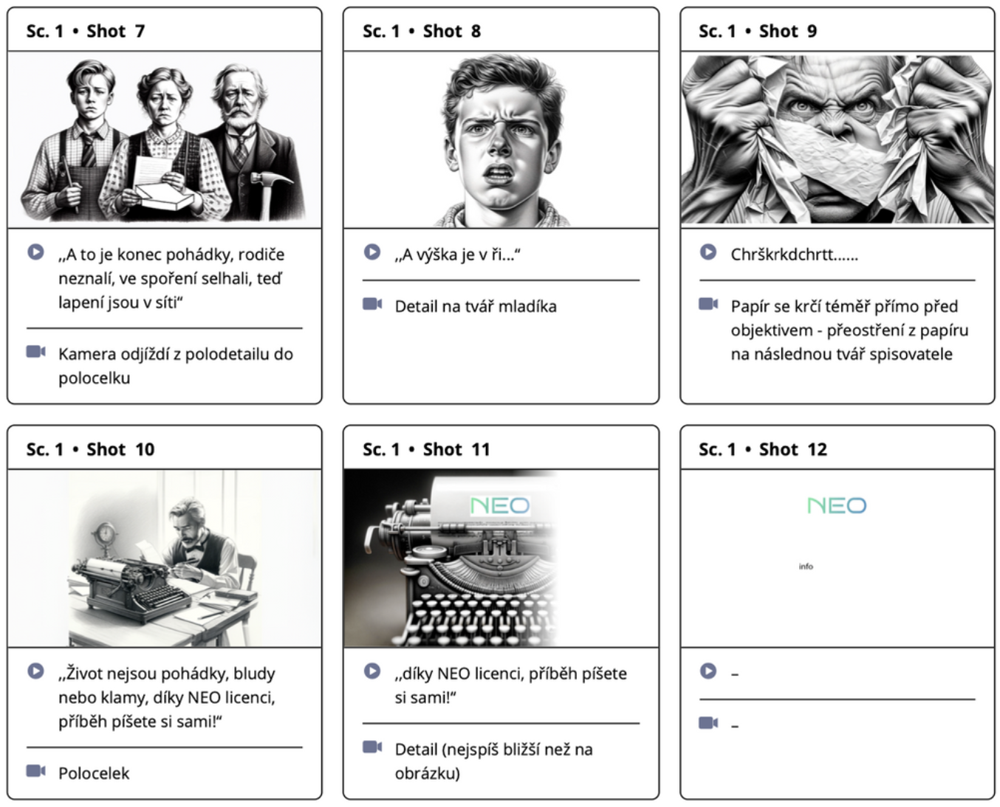 Sc. 1 • Shot 7
,,A to je konec pohádky, rodiče
neznalí, ve spoření selhali, teď
lapení jsou v síti“
Kamera odjíždí z polodetailu do
polocelku
Sc. 1 • Shot 8
,,A výška je v ři...“
Detail na tvář mladíka
Sc. 1 • Shot 9
Chrškrkdchrtt......
Papír se krčí téměř přímo před
objektivem - přeostření z papíru
na následnou tvář spisovatele
Sc. 1 • Shot 10
,,Život nejsou pohádky, bludy
nebo klamy, díky NEO licenci,
příběh píšete si sami!“
Polocelek
Sc. 1 • Shot 11
NEO
,,díky NEO licenci, příběh píšete
si sami!“
Detail (nejspíš bližší než na
obrázku)
Sc. 1 • Shot 12
NEO
info
–
–